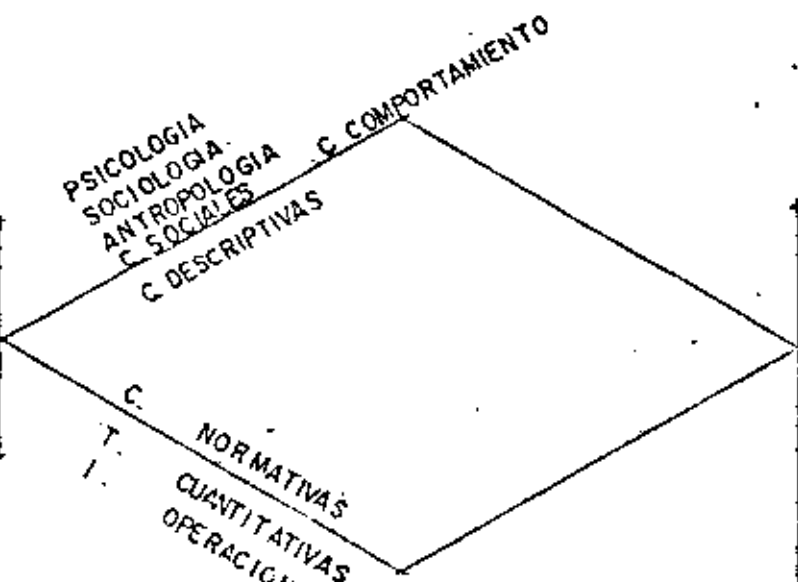 PSICOLOGIA
SOCIOLOGIA
ANTROPOLOGIA
C. SOCIALES
C. COMPORTAMIENTO
C. DESCRIPTIVAS
C. NORMATIVAS
T. CUANTITATIVAS
I.